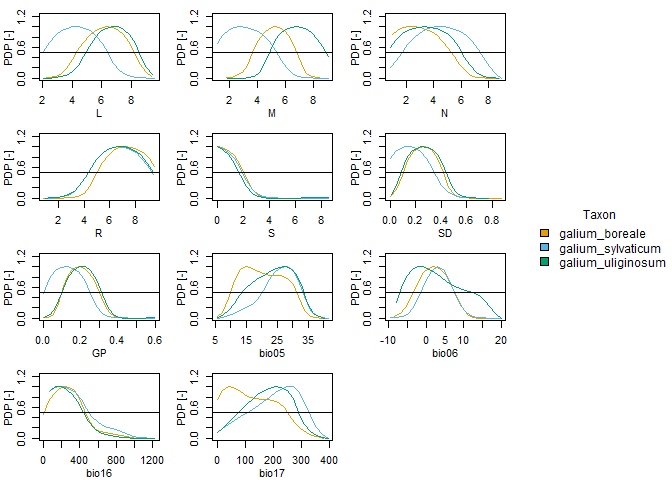 PDP [-]
0.0 0.6 1.2
2 4 6 8
L
PDP [-]
0.0 0.6 1.2
2 4 6 8
M
PDP [-]
0.0 0.6 1.2
2 4 6 8
N
PDP [-]
0.0 0.6 1.2
2 4 6 8
R
PDP [-]
0.0 0.6 1.2
0 2 4 6 8
S
PDP [-]
0.0 0.6 1.2
0.0 0.2 0.4 0.6 0.8
SD
Taxon
galium_boreale
galium_sylvaticum
galium_uliginosum
PDP [-]
0.0 0.6 1.2
0.0 0.2 0.4 0.6
GP
PDP [-]
0.0 0.6 1.2
5 15 25 35
bio05
PDP [-]
0.0 0.6 1.2
-10 0 5 20
bio06
PDP [-]
0.0 0.6 1.2
0 400 800 1200
bio16
PDP [-]
0.0 0.6 1.2
0 100 200 300 400
bio17